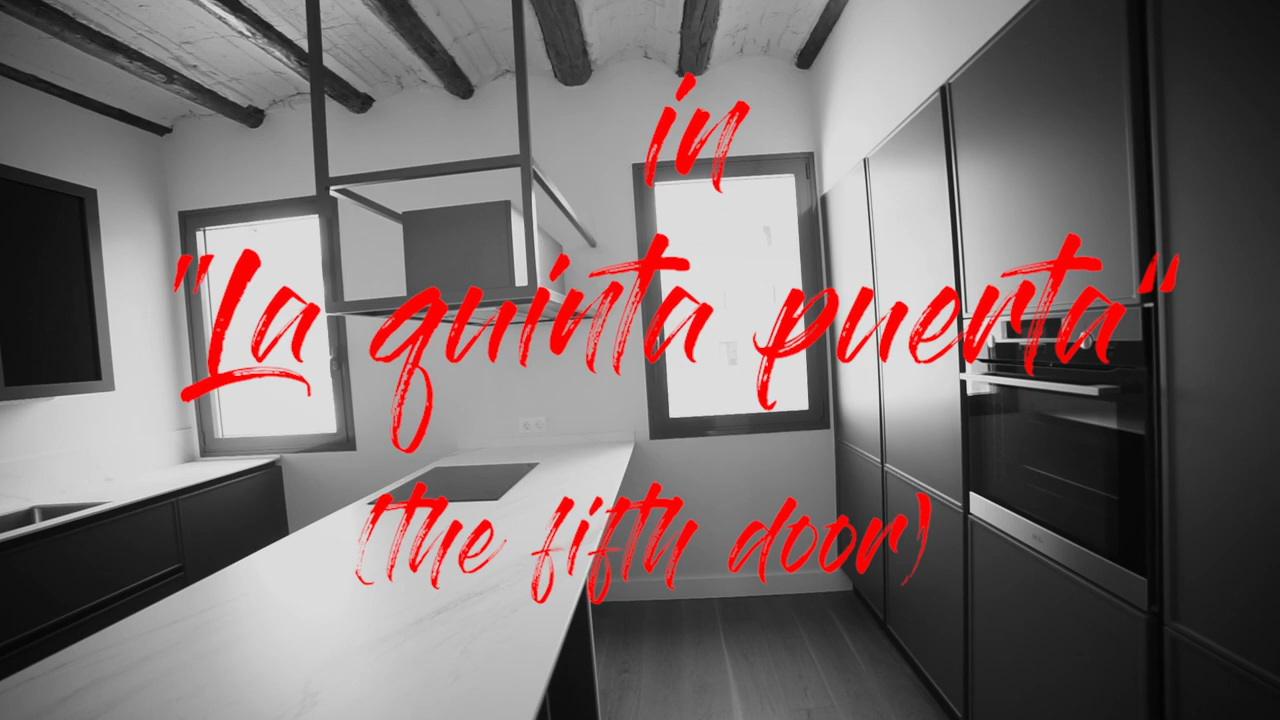 in
"La quinta puerta"
(the fifth door)